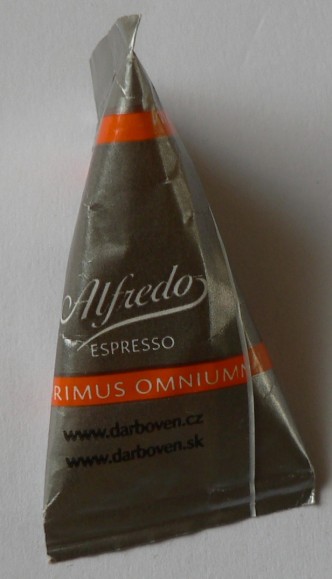 Alfredo
ESPRESSO
RIMUS OMNIUM
www.darboven.cz
www.darboven.sk